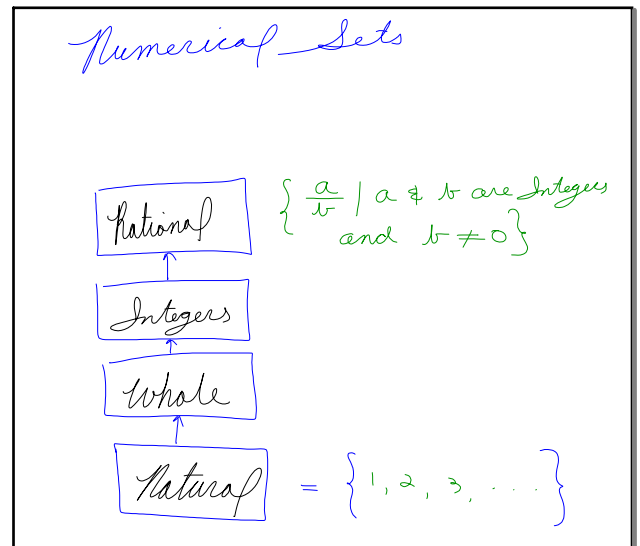 Numerical Sets
Rational { a/b | a & b are Integers
and b ≠ 0 }
Integers
Whole
Natural = { 1, 2, 3, . . . . }